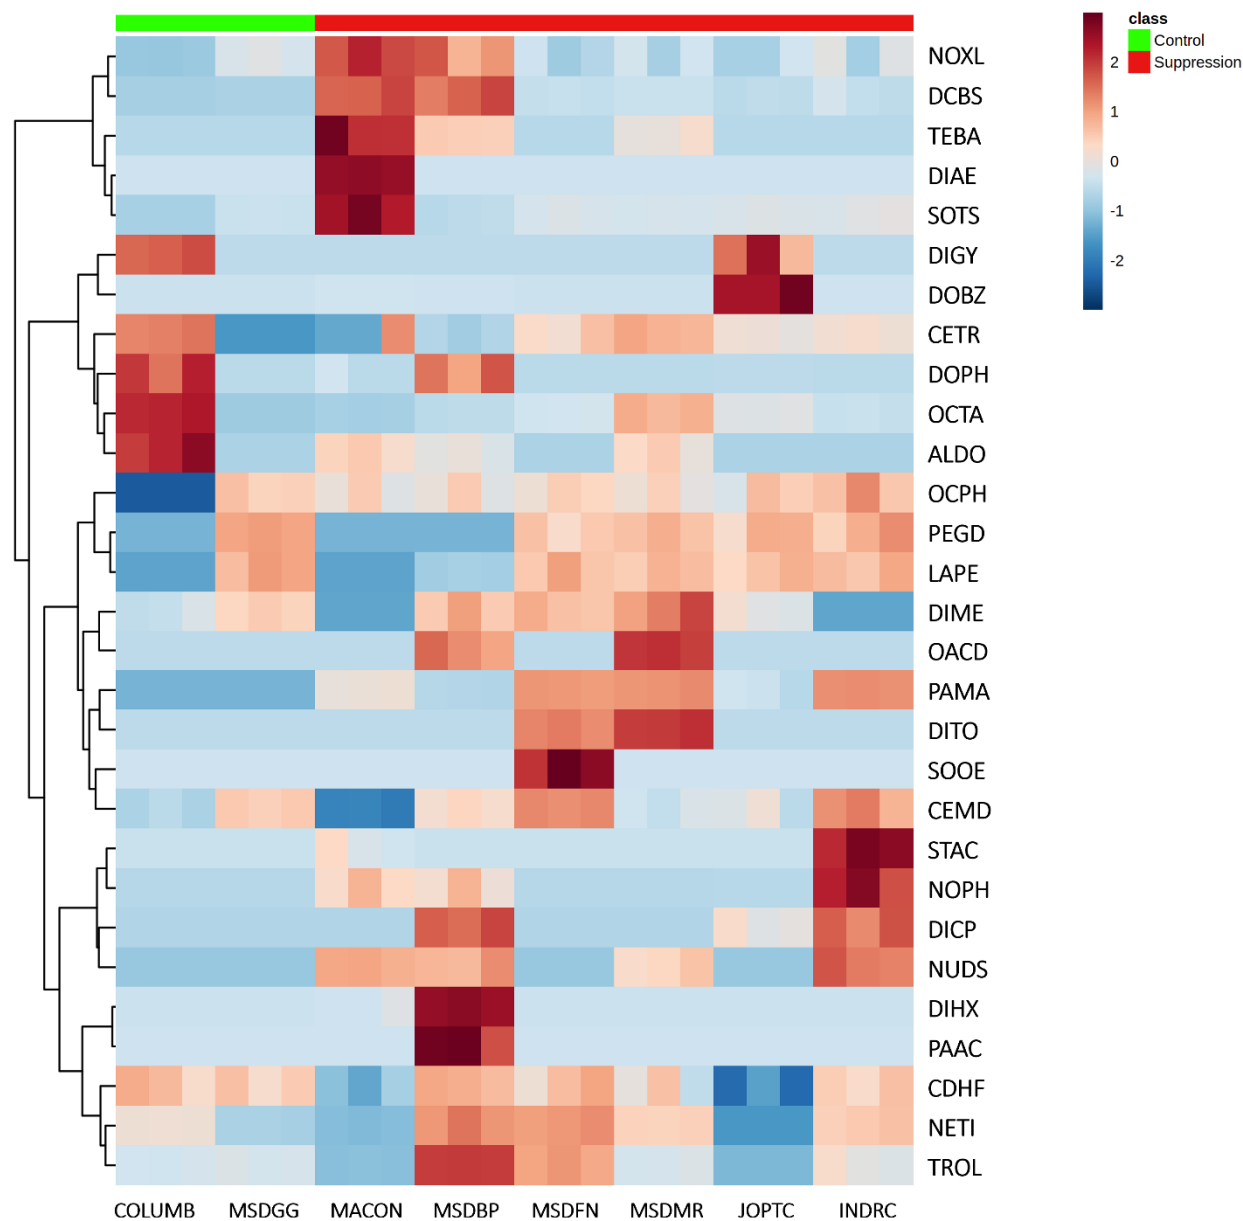 class
Control
Suppression
2
1
0
-1
-2
NOXL
DCBS
TEBA
DIAE
SOTS
DIGY
DOBZ
CETR
DOPH
OCTA
ALDO
OCPH
PEGD
LAPE
DIME
OACD
PAMA
DITO
SOOE
CEMD
STAC
NOPH
DICP
NUDS
DIHX
PAAC
CDHF
NETI
TROL
COLUMB MSDGG MACON MSDBP MSDFN MSDMR JOPTC INDRC